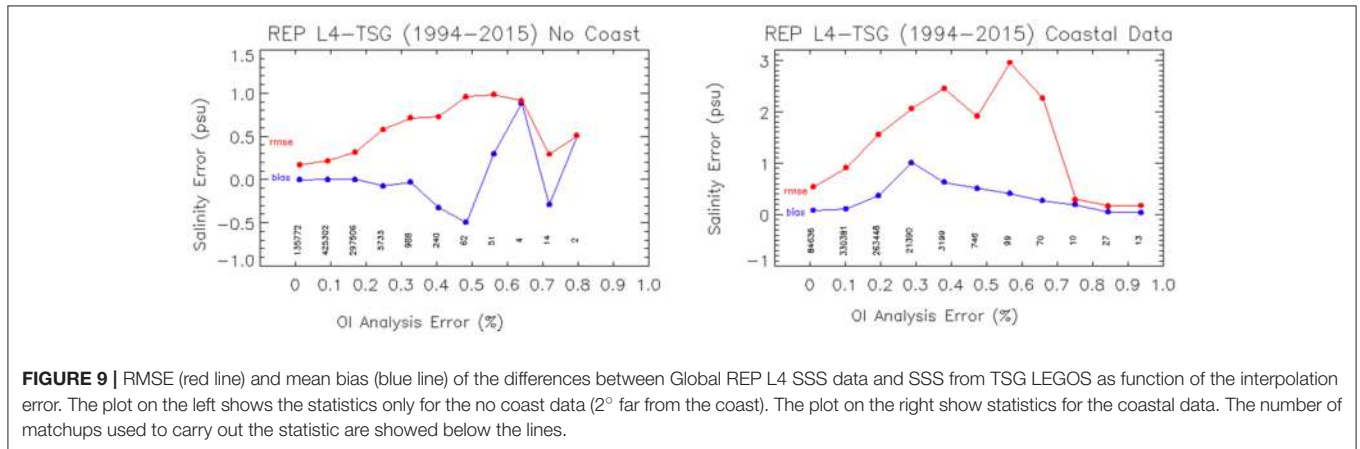 REP L4-TSG (1994-2015) No Coast
1.5
1.0
0.5
0.0
-0.5
-1.0
Salinity Error (psu)
rmse
bias
135772
425302
297506
5733
988
240
62
51
4
14
2
0 0.1 0.2 0.3 0.4 0.5 0.6 0.7 0.8 0.9 1.0
OI Analysis Error (%)
REP L4-TSG (1994-2015) Coastal Data
3
2
1
0
-1
Salinity Error (psu)
rmse
bias
84636
330381
263448
21390
3199
746
99
70
10
27
13
0 0.1 0.2 0.3 0.4 0.5 0.6 0.7 0.8 0.9 1.0
OI Analysis Error (%)
FIGURE 9 | RMSE (red line) and mean bias (blue line) of the differences between Global REP L4 SSS data and SSS from TSG LEGOS as function of the interpolation
error. The plot on the left shows the statistics only for the no coast data (2° far from the coast). The plot on the right show statistics for the coastal data. The number of
matchups used to carry out the statistic are showed below the lines.